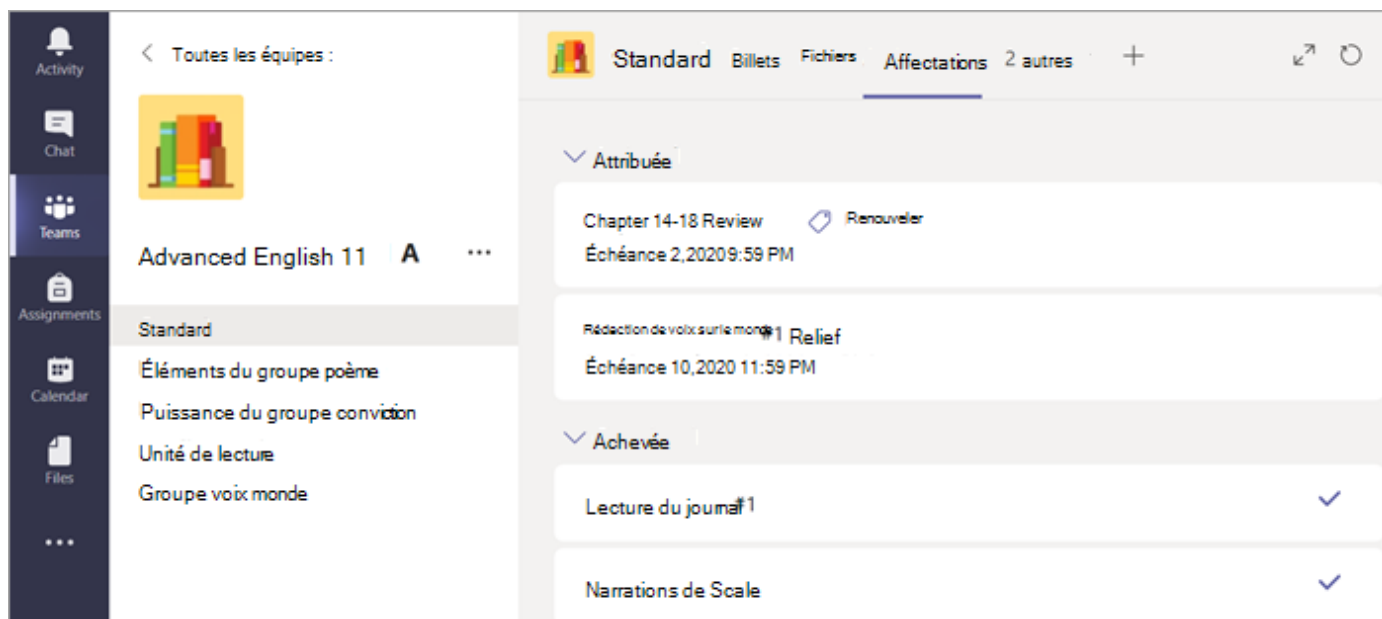 Activity
Chat
Teams
Assignments
Calendar
Files
Toutes les équipes :
Advanced English 11 A ...
Standard
Éléments du groupe poème
Puissance du groupe conviction
Unité de lecture
Groupe voix monde
Standard Billets Fichiers Affectations 2 autres
Attribuée
Chapter 14-18 Review Renouveler
Échéance 2,2020 9:59 PM
Rédaction de voix sur le monde #1 Relief
Échéance 10,2020 11:59 PM
Achevée
Lecture du journal #1
Narrations de Scale